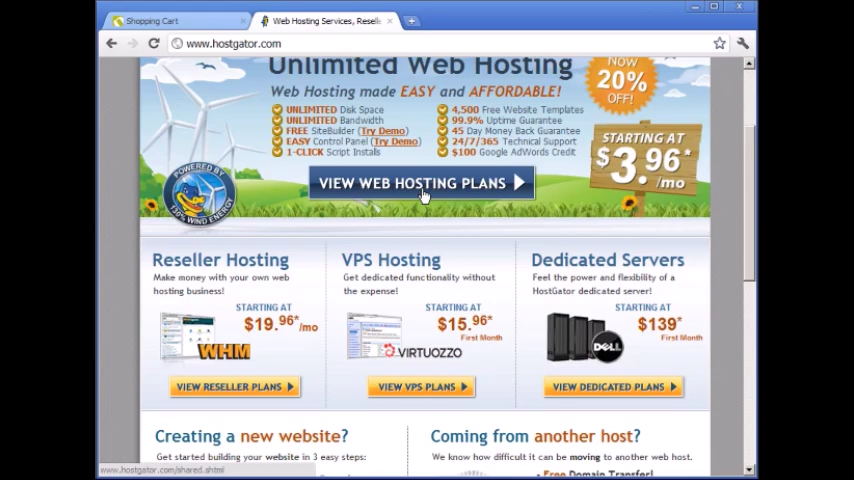 Shopping Cart
Web Hosting Services, Reselle
www.hostgator.com
Unlimited Web Hosting
Web Hosting made EASY and AFFORDABLE!
NOW
20%
OFF!
UNLIMITED Disk Space
UNLIMITED Bandwidth
FREE SiteBuilder (Try Demo)
EASY Control Panel (Try Demo)
1-CLICK Script Installs
4,500 Free Website Templates
99.9% Uptime Guarantee
45 Day Money Back Guarantee
24/7/365 Technical Support
$100 Google AdWords Credit
STARTING AT
$3.96*
/mo
VIEW WEB HOSTING PLANS
POWERED BY
130% WIND ENERGY
Reseller Hosting
Make money with your own web
hosting business!
STARTING AT
$19.96*/mo
WHM
VIEW RESELLER PLANS
VPS Hosting
Get dedicated functionality without
the expense!
STARTING AT
$15.96*
First Month
VIRTUOZZO
VIEW VPS PLANS
Dedicated Servers
Feel the power and flexibility of a
HostGator dedicated server!
STARTING AT
$139*
First Month
DELL
VIEW DEDICATED PLANS
Creating a new website?
Get started building your website in 3 easy steps:
Coming from another host?
We know how difficult it can be moving to another web host.
Free Domain Transfer!
www.hostgator.com/shared.shtml